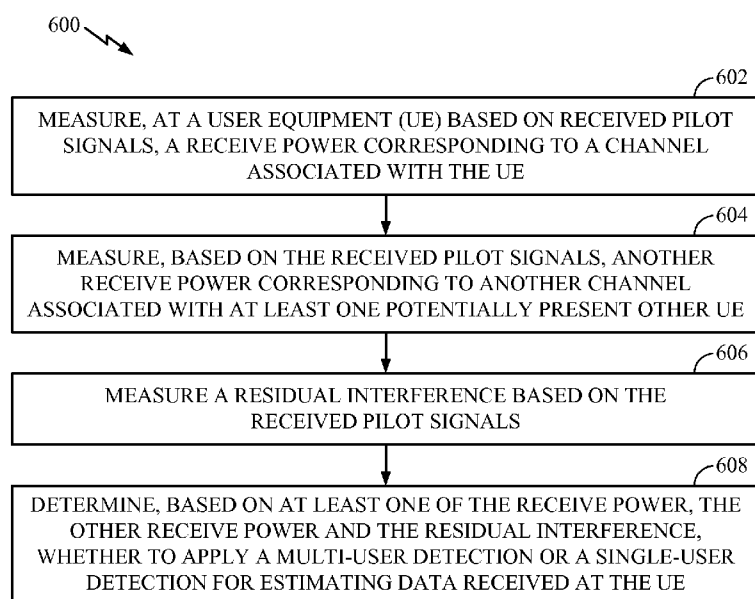 600
602
MEASURE, AT A USER EQUIPMENT (UE) BASED ON RECEIVED PILOT
SIGNALS, A RECEIVE POWER CORRESPONDING TO A CHANNEL
ASSOCIATED WITH THE UE
604
MEASURE, BASED ON THE RECEIVED PILOT SIGNALS, ANOTHER
RECEIVE POWER CORRESPONDING TO ANOTHER CHANNEL
ASSOCIATED WITH AT LEAST ONE POTENTIALLY PRESENT OTHER UE
606
MEASURE A RESIDUAL INTERFERENCE BASED ON THE
RECEIVED PILOT SIGNALS
608
DETERMINE, BASED ON AT LEAST ONE OF THE RECEIVE POWER, THE
OTHER RECEIVE POWER AND THE RESIDUAL INTERFERENCE,
WHETHER TO APPLY A MULTI-USER DETECTION OR A SINGLE-USER
DETECTION FOR ESTIMATING DATA RECEIVED AT THE UE